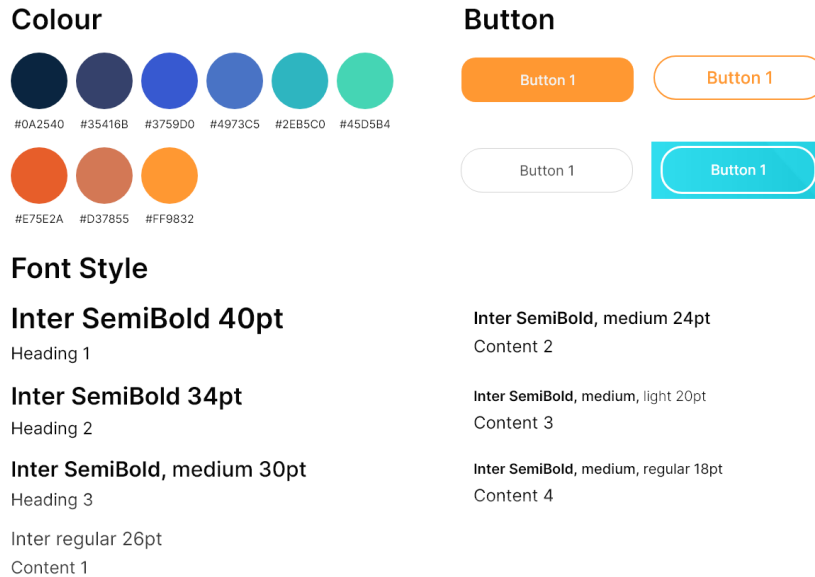 Colour
#0A2540 #35416B #3759D0 #4973C5 #2EB5C0 #45D5B4
#E75E2A #D37855 #FF9832
Button
Button 1 Button 1
Button 1 Button 1
Font Style
Inter SemiBold 40pt
Heading 1
Inter SemiBold 34pt
Heading 2
Inter SemiBold, medium 30pt
Heading 3
Inter regular 26pt
Content 1
Inter SemiBold, medium 24pt
Content 2
Inter SemiBold, medium, light 20pt
Content 3
Inter SemiBold, medium, regular 18pt
Content 4